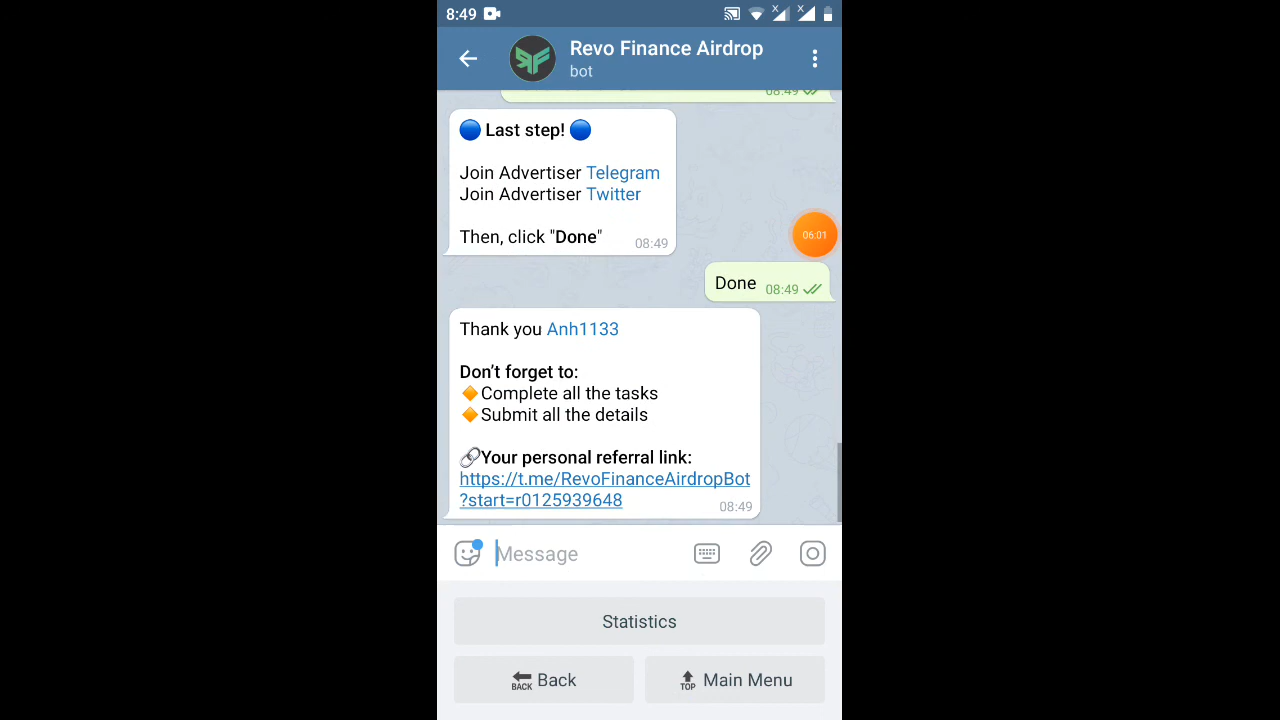 8:49
Revo Finance Airdrop
bot
08:49
Last step!
Join Advertiser Telegram
Join Advertiser Twitter
Then, click "Done"
08:49
06:01
Done 08:49
Thank you Anh1133
Don't forget to:
Complete all the tasks
Submit all the details
Your personal referral link:
https://t.me/RevoFinanceAirdropBot
?start=r0125939648
08:49
Message
Statistics
BACK Back
TOP Main Menu